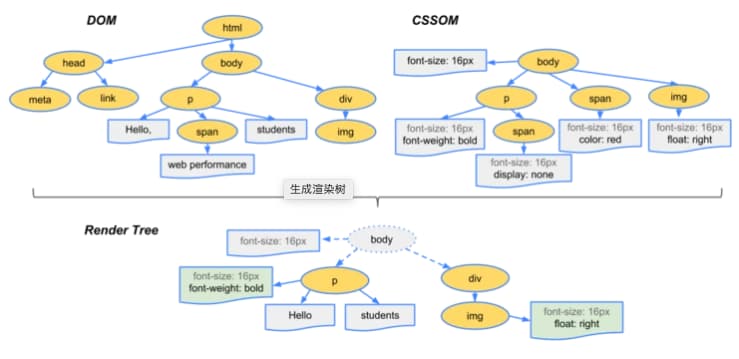 DOM
CSSOM
html
head
body
meta
link
p
div
Hello,
span
students
img
web performance
font-size: 16px
body
p
span
img
font-size: 16px
font-weight: bold
span
font-size: 16px
color: red
font-size: 16px
float: right
font-size: 16px
display: none
生成渲染树
Render Tree
font-size: 16px
body
font-size: 16px
font-weight: bold
p
div
Hello
students
img
font-size: 16px
float: right